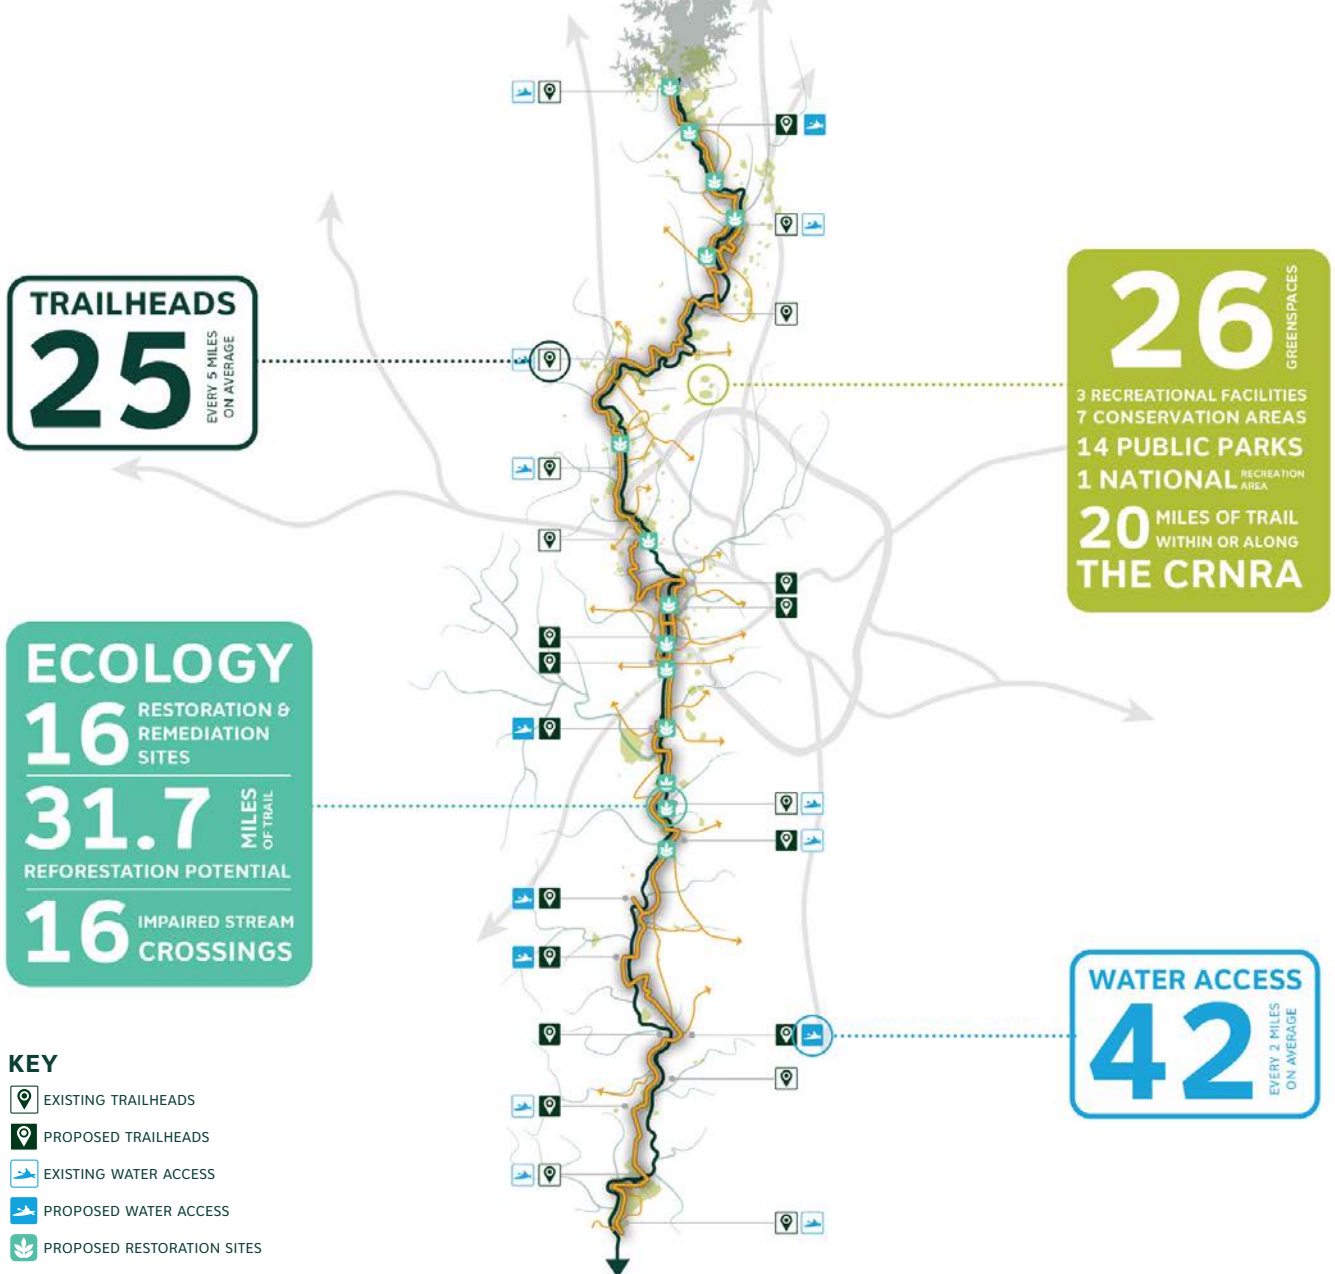 TRAILHEADS
25
EVERY 5 MILES
ON AVERAGE
26
GREENSPACES
3 RECREATIONAL FACILITIES
7 CONSERVATION AREAS
14 PUBLIC PARKS
1 NATIONAL RECREATION
AREA
20 MILES OF TRAIL
WITHIN OR ALONG
THE CRNRA
ECOLOGY
16 RESTORATION &
REMEDIATION
SITES
31.7 MILES
OF TRAIL
REFORESTATION POTENTIAL
16 IMPAIRED STREAM
CROSSINGS
WATER ACCESS
42
EVERY 2 MILES
ON AVERAGE
KEY
EXISTING TRAILHEADS
PROPOSED TRAILHEADS
EXISTING WATER ACCESS
PROPOSED WATER ACCESS
PROPOSED RESTORATION SITES